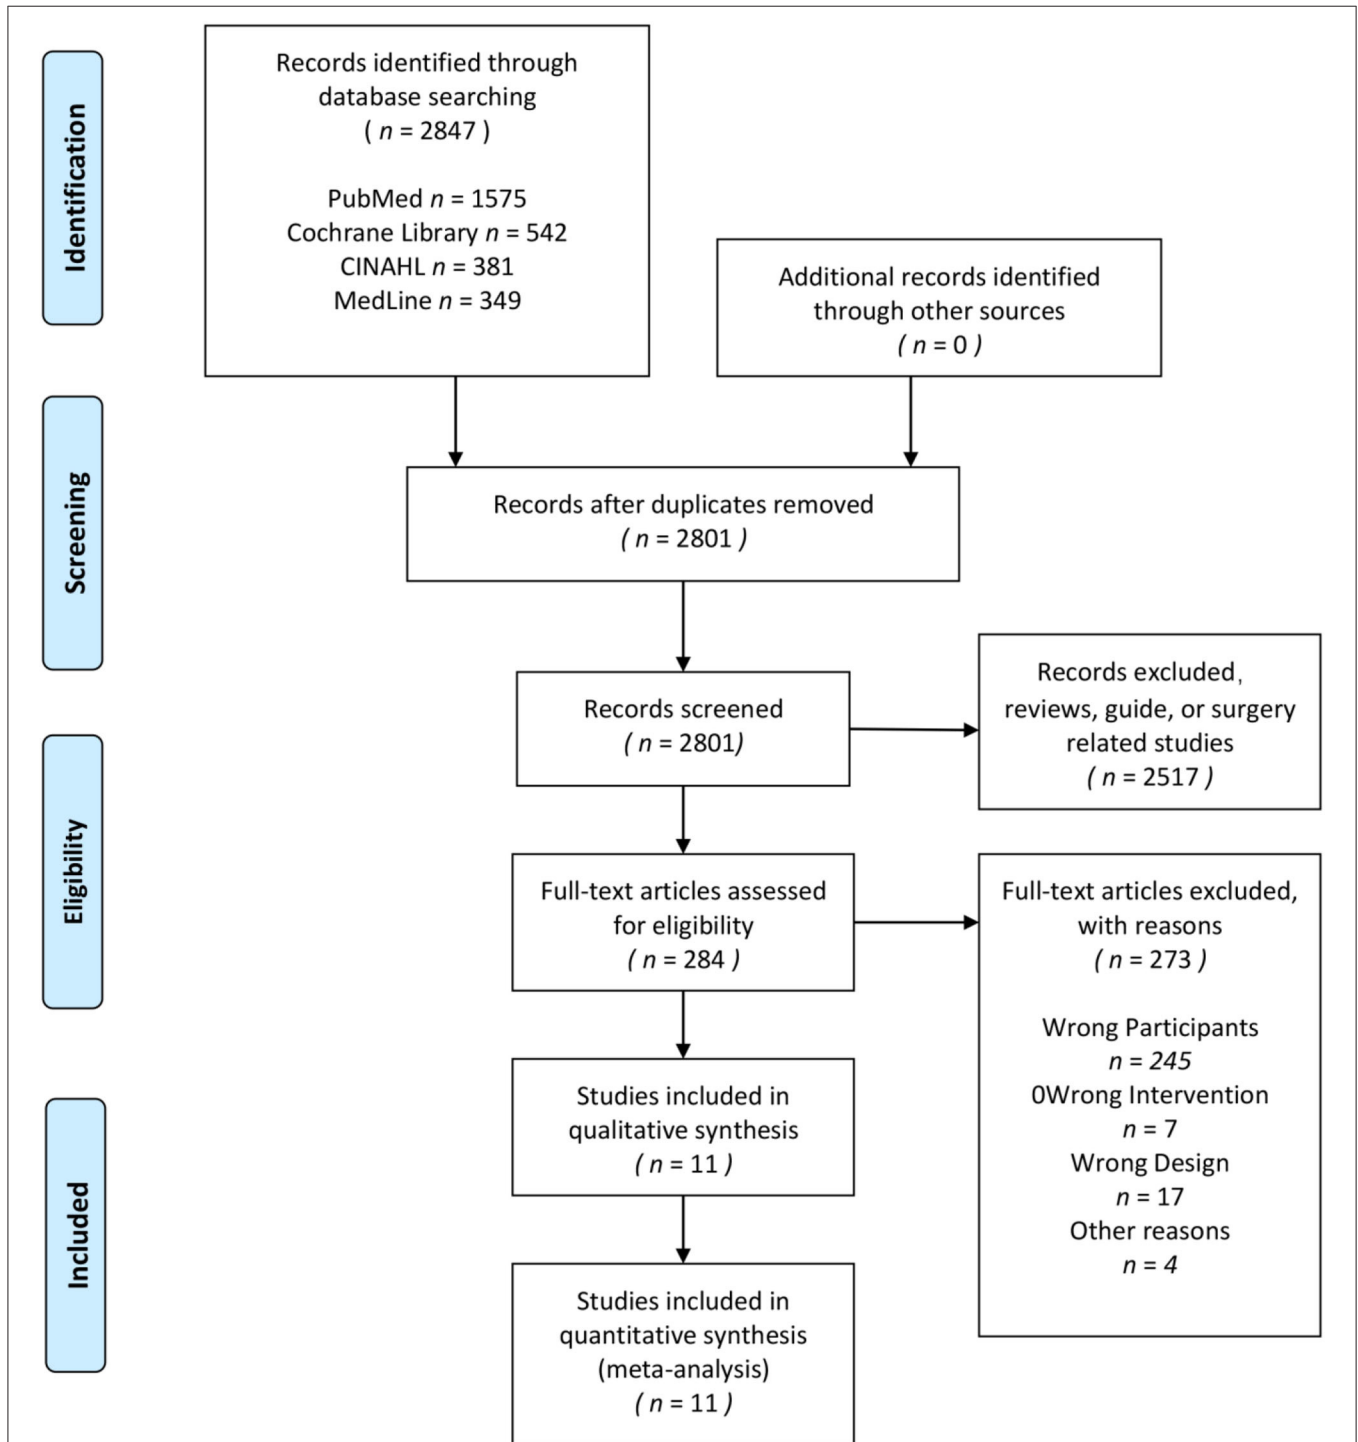 Identification
Records identified through
database searching
( n = 2847 )
PubMed n = 1575
Cochrane Library n = 542
CINAHL n = 381
MedLine n = 349
Additional records identified
through other sources
( n = 0 )
Screening
Records after duplicates removed
( n = 2801 )
Records screened
( n = 2801)
Records excluded,
reviews, guide, or surgery
related studies
( n = 2517 )
Eligibility
Full-text articles assessed
for eligibility
( n = 284 )
Full-text articles excluded,
with reasons
( n = 273 )
Wrong Participants
n = 245
0Wrong Intervention
n = 7
Wrong Design
n = 17
Other reasons
n = 4
Included
Studies included in
qualitative synthesis
( n = 11 )
Studies included in
quantitative synthesis
(meta-analysis)
( n = 11 )